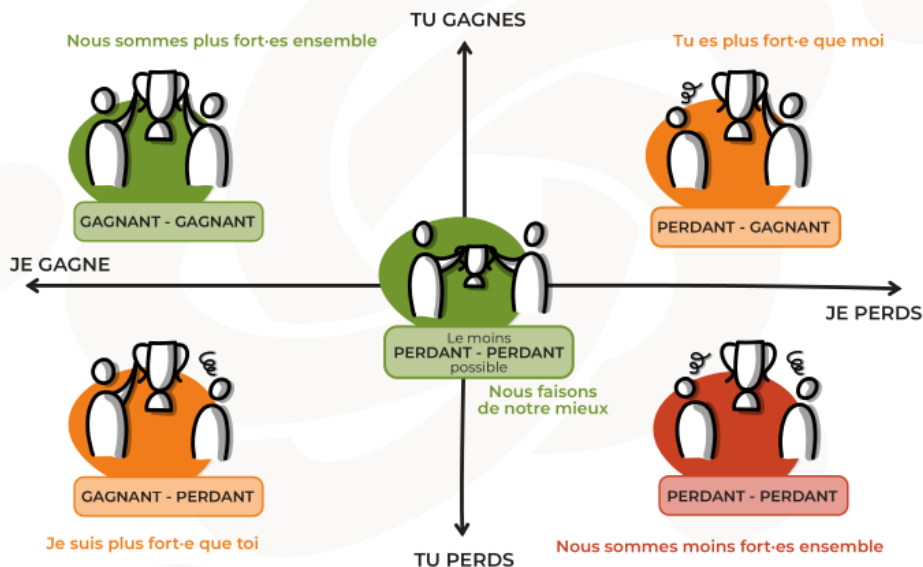 TU GAGNES
Nous sommes plus fort·es ensemble
Tu es plus fort·e que moi
GAGNANT - GAGNANT
PERDANT - GAGNANT
JE GAGNE
JE PERDS
Le moins
PERDANT - PERDANT
possible
Nous faisons
de notre mieux
GAGNANT - PERDANT
PERDANT - PERDANT
Je suis plus fort·e que toi
Nous sommes moins fort·es ensemble
TU PERDS